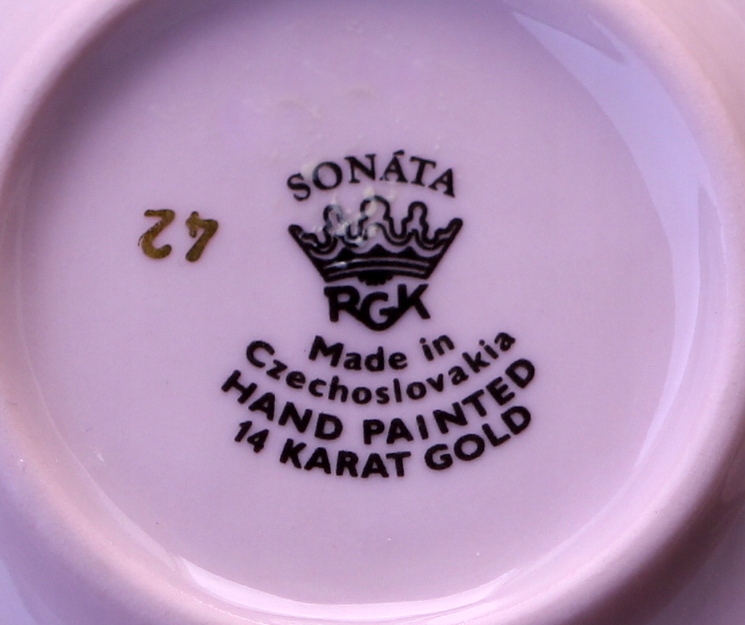 SONÁTA
RGK
Made in
Czechoslovakia
HAND PAINTED
14 KARAT GOLD
42